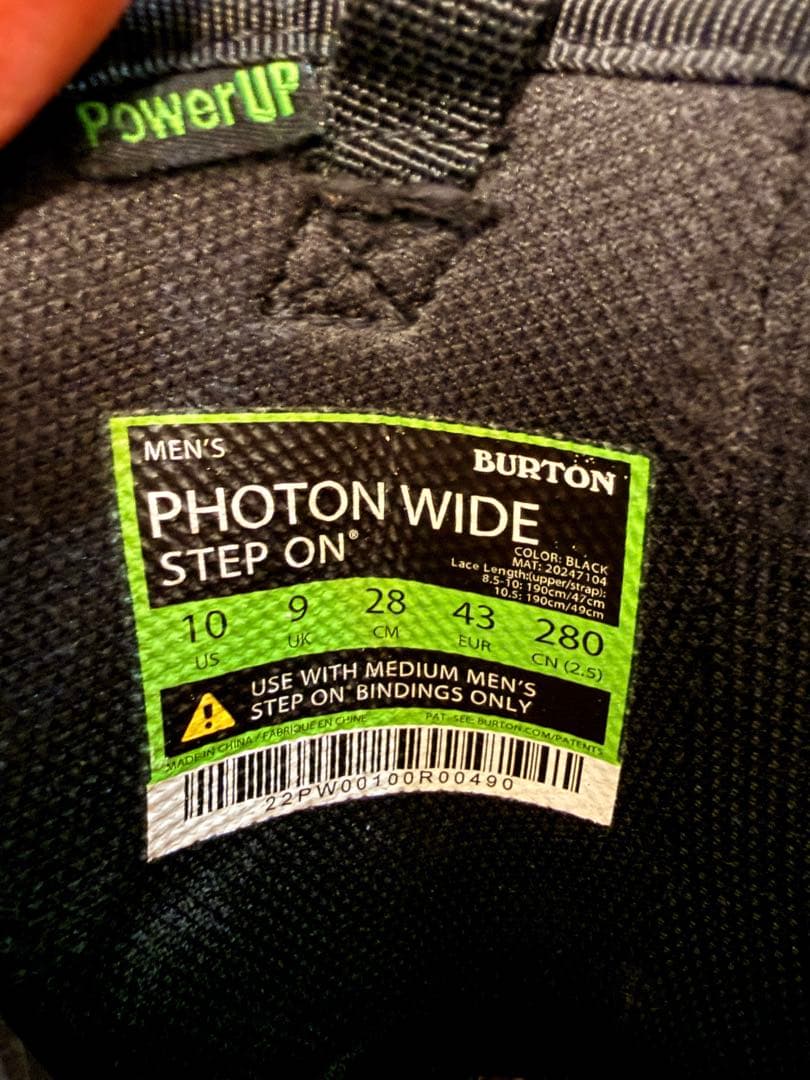 PowerUP
MEN'S
BURTON
PHOTON WIDE
STEP ON®
COLOR: BLACK
MAT: 20247104
Lace Length:(upper/strap):
8.5-10: 190cm/47cm
10.5: 190cm/49cm
10 9 28 43 280
US UK CM EUR CN (2.5)
USE WITH MEDIUM MEN'S
STEP ON® BINDINGS ONLY
MADE IN CHINA / FABRIQUÉ EN CHINE PAT. SEE: BURTON.COM/PATENTS
22PW00100R00490